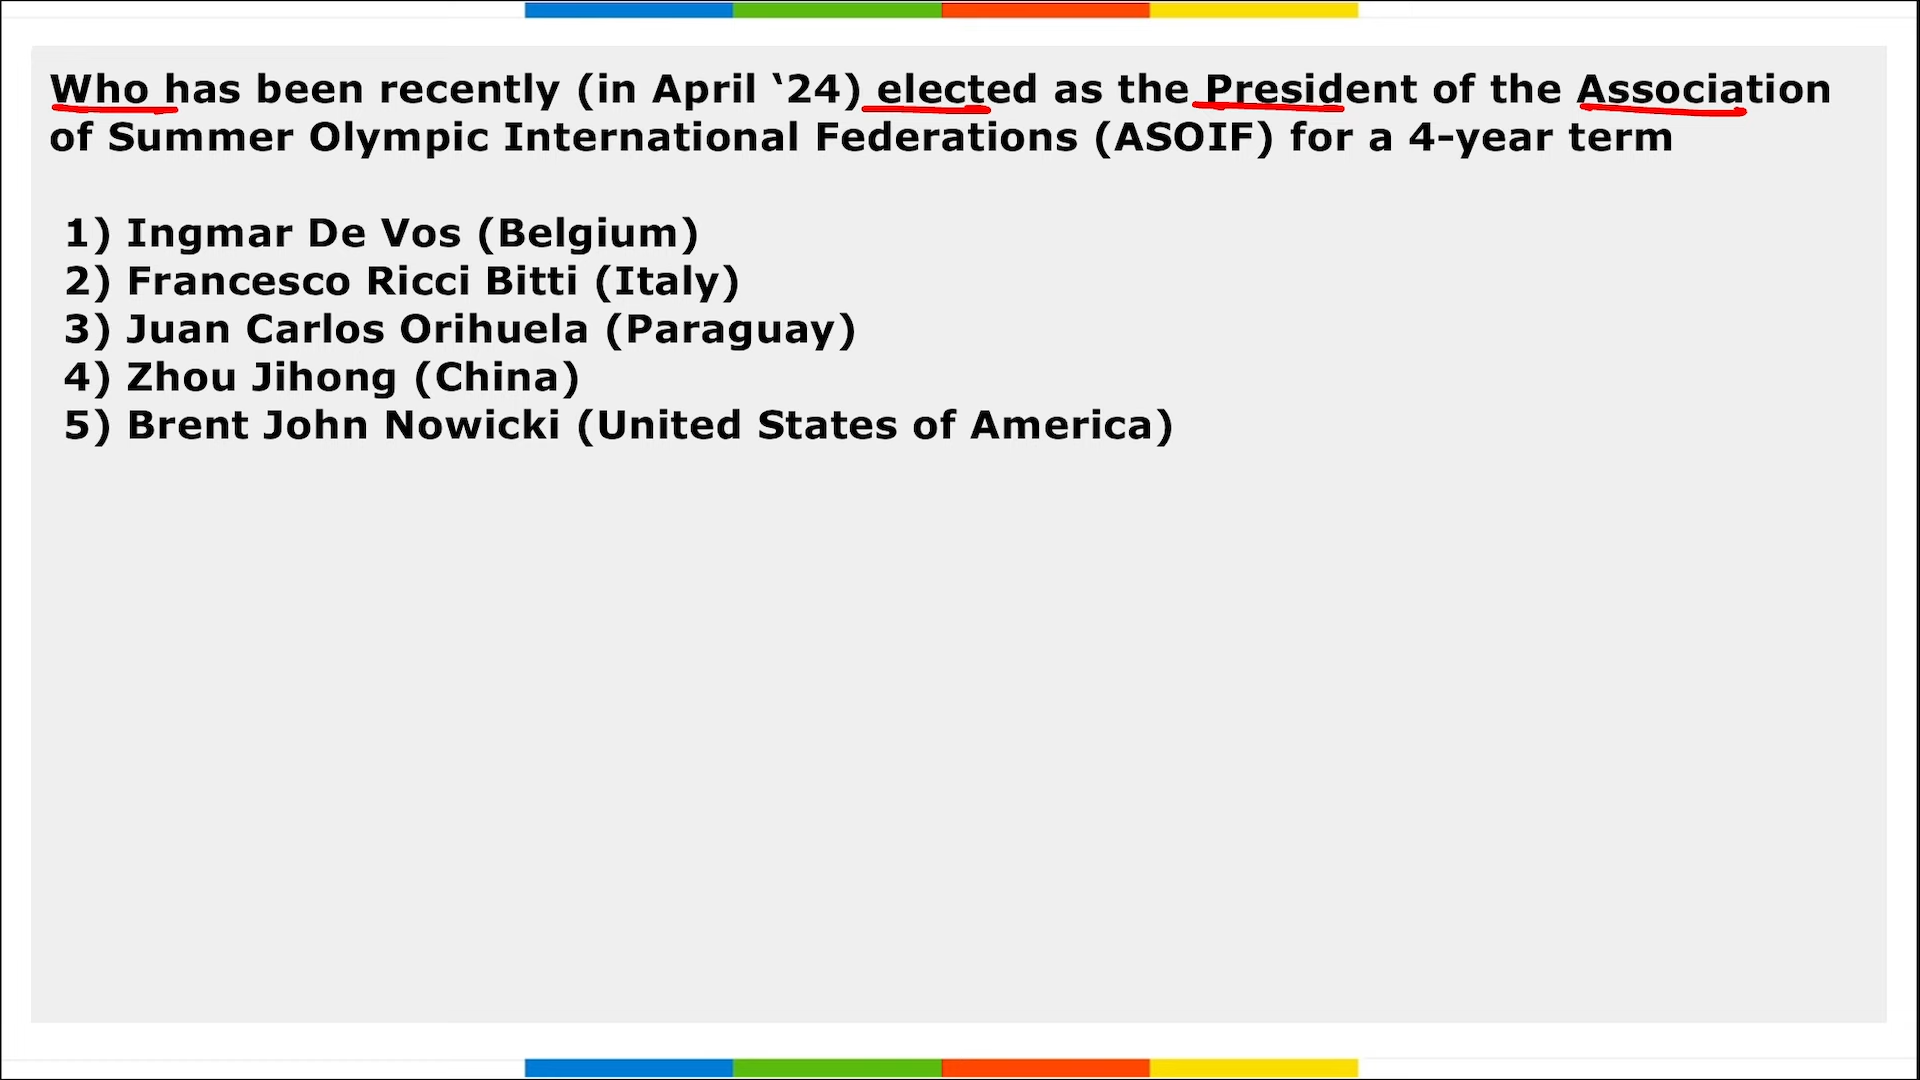 Who has been recently (in April ‘24) elected as the President of the Association
of Summer Olympic International Federations (ASOIF) for a 4-year term
1) Ingmar De Vos (Belgium)
2) Francesco Ricci Bitti (Italy)
3) Juan Carlos Orihuela (Paraguay)
4) Zhou Jihong (China)
5) Brent John Nowicki (United States of America)